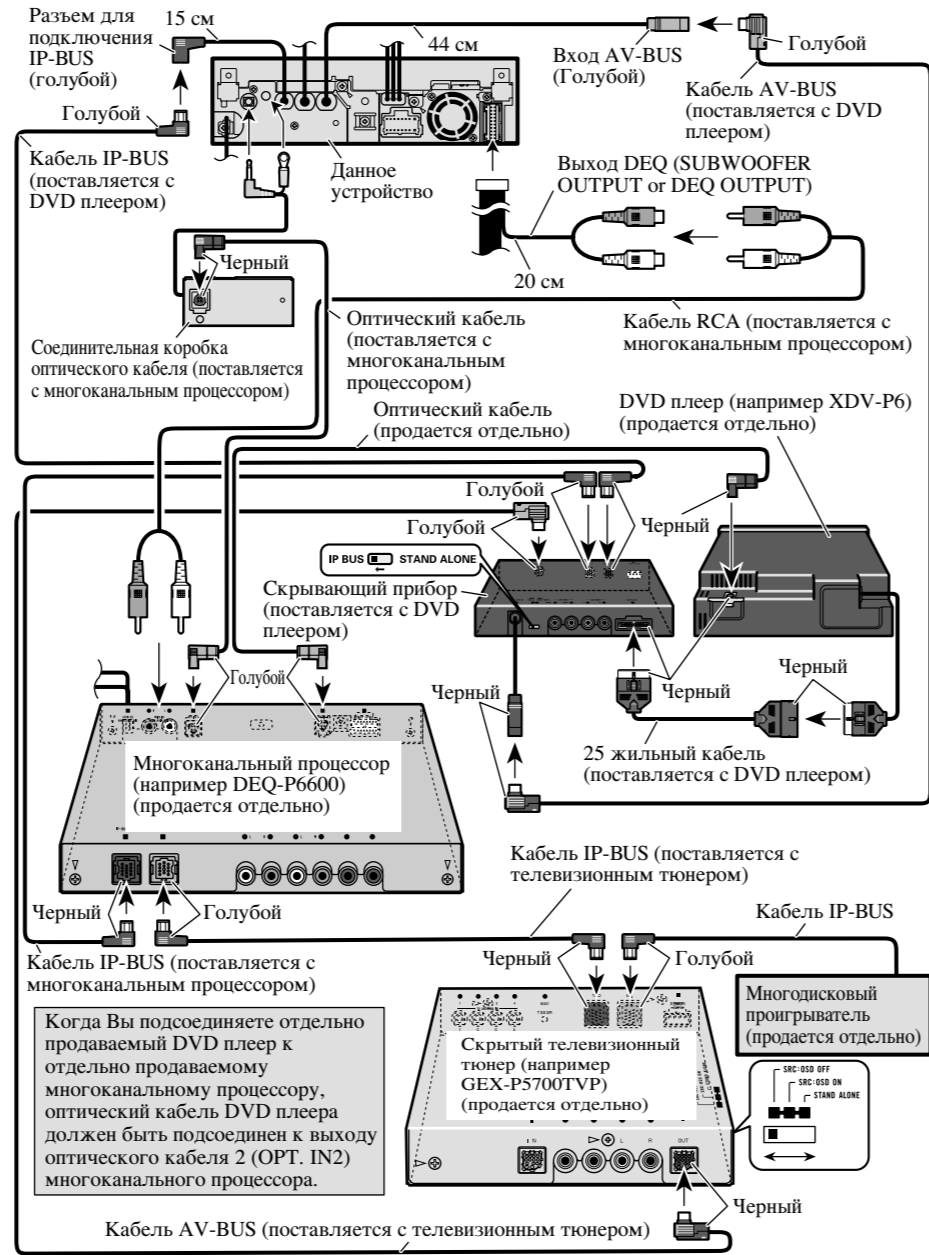 Разъем для
подключения
IP-BUS
(голубой)
15 см
44 см
Вход AV-BUS
(Голубой)
Голубой
Кабель AV-BUS
(поставляется с DVD
плеером)
Голубой
Кабель IP-BUS
(поставляется с
DVD плеером)
Данное
устройство
Выход DEQ (SUBWOOFER
OUTPUT or DEQ OUTPUT)
20 см
Черный
Соединительная коробка
оптического кабеля (поставляется
с многоканальным процессором)
Оптический кабель
(поставляется с
многоканальным
процессором)
Кабель RCA (поставляется с
многоканальным процессором)
Оптический кабель
(продается отдельно)
DVD плеер (например XDV-P6)
(продается отдельно)
Голубой
Голубой
Черный
IP BUS STAND ALONE
Скрывающий прибор
(поставляется с DVD
плеером)
Голубой
Черный
Черный
Черный
25 жильный кабель
(поставляется с DVD плеером)
Многоканальный процессор
(например DEQ-P6600)
(продается отдельно)
Черный
Голубой
Кабель IP-BUS (поставляется с
телевизионным тюнером)
Кабель IP-BUS
Черный
Голубой
Кабель IP-BUS (поставляется с
многоканальным процессором)
Многодисковый
проигрыватель
(продается отдельно)
Когда Вы подсоединяете отдельно
продаваемый DVD плеер к
отдельно продаваемому
многоканальному процессору,
оптический кабель DVD плеера
должен быть подсоединен к выходу
оптического кабеля 2 (OPT. IN2)
многоканального процессора.
Скрытый телевизионный
тюнер (например
GEX-P5700TVP)
(продается отдельно)
SRC:OSD OFF
SRC:OSD ON
STAND ALONE
IN
L
R
OUT
Черный
Кабель AV-BUS (поставляется с телевизионным тюнером)